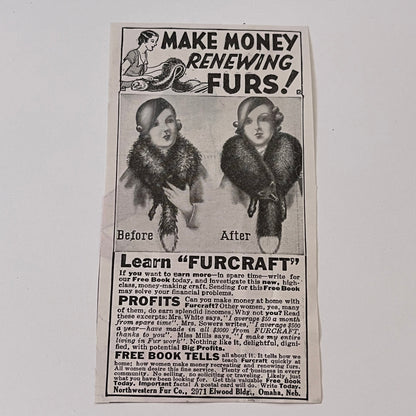 MAKE MONEY
RENEWING
FURS!
Before
After
Learn "FURCRAFT"
If you want to earn more—in spare time—write for
our Free Book today, and investigate this new, high-
class, money-making craft. Sending for this Free Book
may solve your financial problems.
PROFITS Can you make money at home with
Furcraft? Other women, yes, many
of them, do earn splendid incomes. Why not you? Read
these excerpts: Mrs. White says, "I average $50 a month
from spare time". Mrs. Sowers writes, "I average $500
a year—have made in all $3000 from FURCRAFT,
thanks to you". Miss Mills says, "I make my entire
living in Fur work". Nothing like it, delightful, digni-
fied, with potential Big Profits.
FREE BOOK TELLS all about it. It tells how we
teach Furcraft quickly at
home; how women make money recreating and renewing furs.
All women desire this fine service. Plenty of business in every
community. No selling, no soliciting or traveling. Likely, just
what you have been looking for. Get this valuable Free Book
Today. Important facts! A postal card will do. Write Today.
Northwestern Fur Co., 2971 Elwood Bldg., Omaha, Neb.